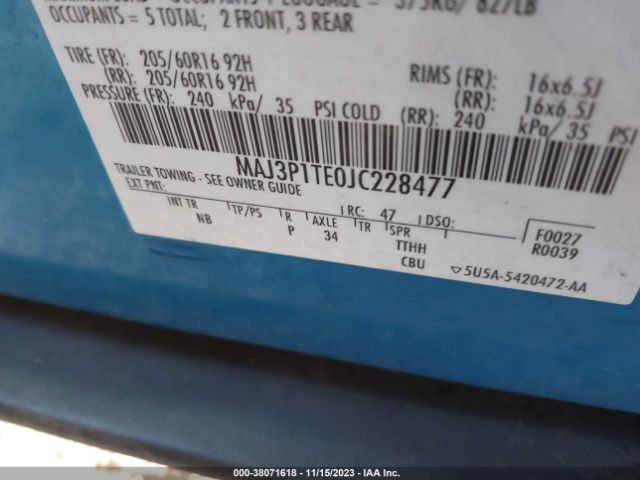 375KG/ 827LB
OCCUPANTS = 5 TOTAL; 2 FRONT, 3 REAR
TIRE (FR): 205/60R16 92H RIMS (FR): 16x6.5J
(RR): 205/60R16 92H (RR): 16x6.5J
PRESSURE (FR): 240 kPa/ 35 PSI COLD (RR): 240 kPa/ 35 PSI
MAJ3P1TE0JC228477
TRAILER TOWING - SEE OWNER GUIDE
EXT PNT: RC: 47 DSO:
INT TR TP/PS R AXLE TR SPR F0027
NB P 34 TTHH R0039
CBU 5U5A-5420472-AA
000-38071618 - 11/15/2023 - IAA Inc.